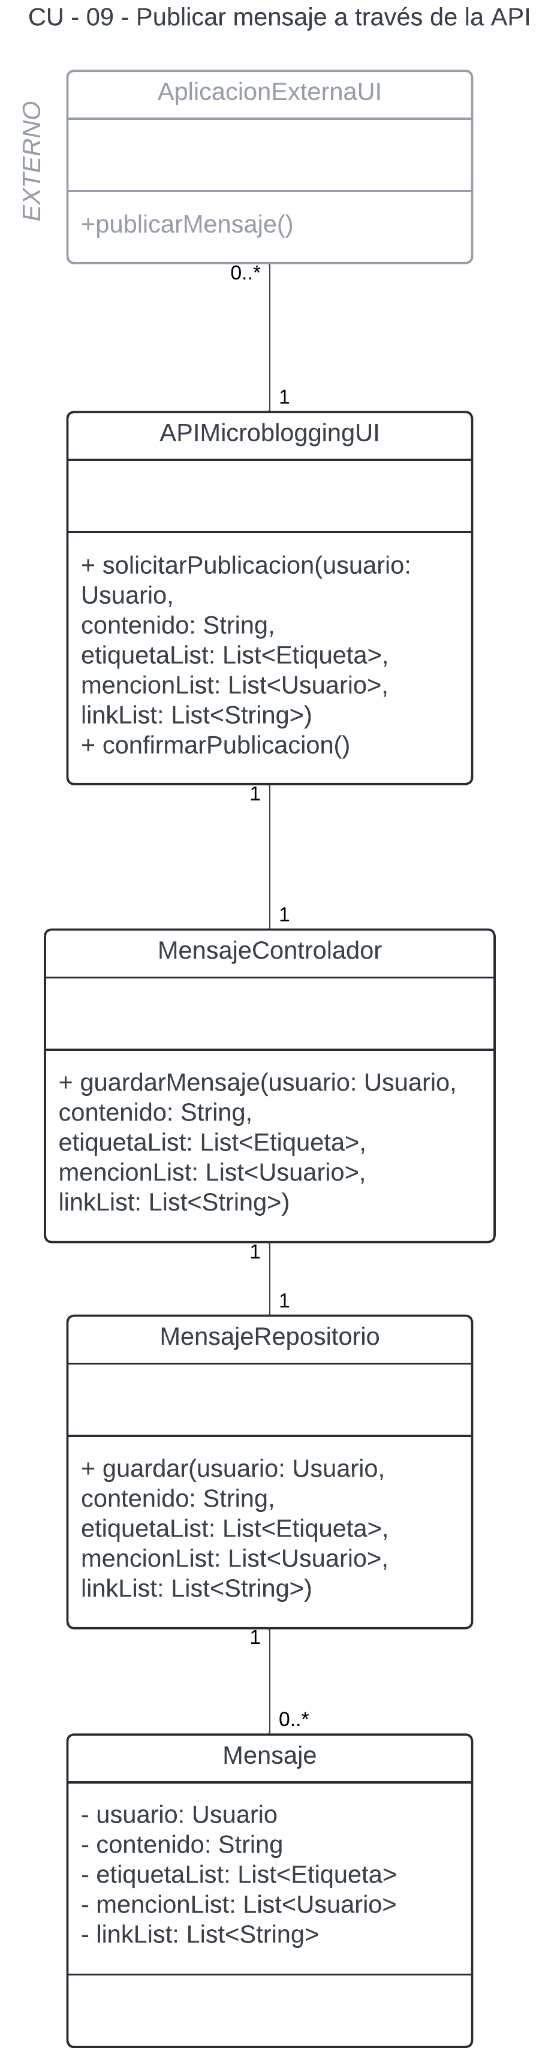 CU - 09 - Publicar mensaje a través de la API
EXTERNO
AplicacionExternaUI
+publicarMensaje()
0..*
1
APIMicrobloggingUI
+ solicitarPublicacion(usuario:
Usuario,
contenido: String,
etiquetaList: List<Etiqueta>,
mencionList: List<Usuario>,
linkList: List<String>)
+ confirmarPublicacion()
1
1
MensajeControlador
+ guardarMensaje(usuario: Usuario,
contenido: String,
etiquetaList: List<Etiqueta>,
mencionList: List<Usuario>,
linkList: List<String>)
1
1
MensajeRepositorio
+ guardar(usuario: Usuario,
contenido: String,
etiquetaList: List<Etiqueta>,
mencionList: List<Usuario>,
linkList: List<String>)
1
0..*
Mensaje
- usuario: Usuario
- contenido: String
- etiquetaList: List<Etiqueta>
- mencionList: List<Usuario>
- linkList: List<String>